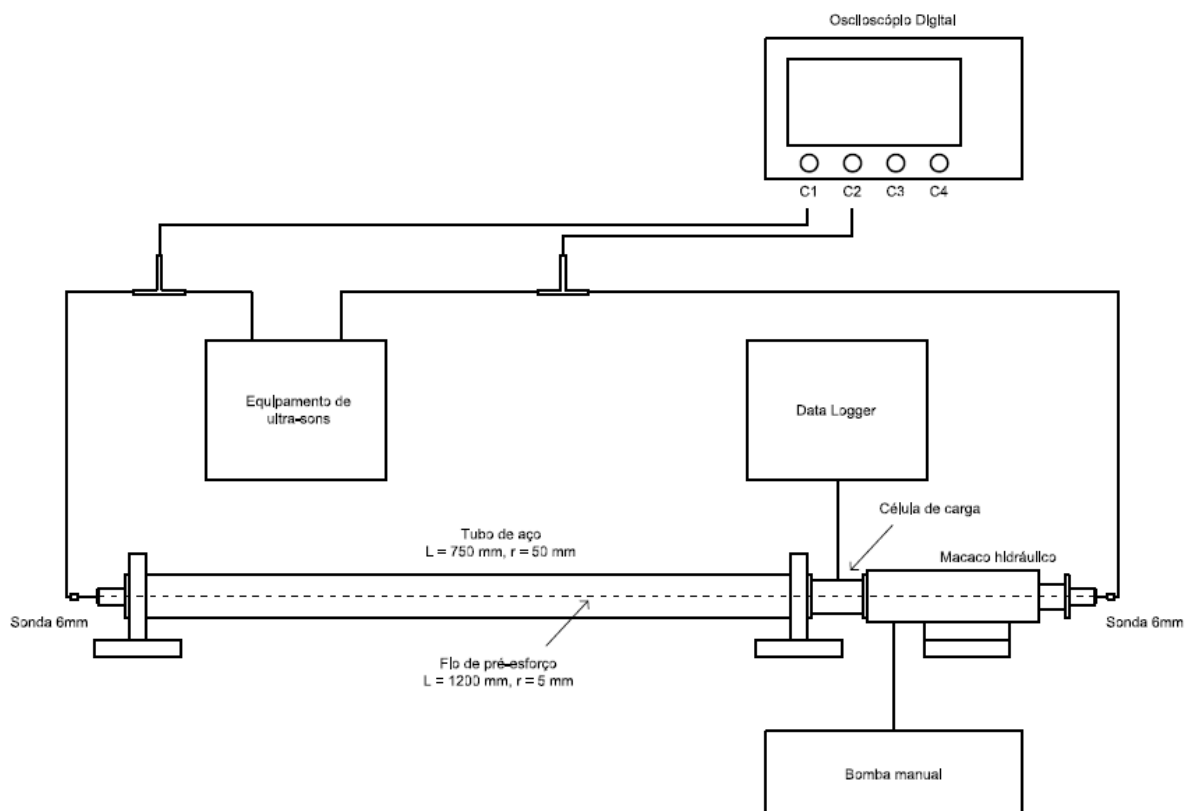 Osciloscópio Digital
C1 C2 C3 C4
Equipamento de
ultra-sons
Data Logger
Célula de carga
Tubo de aço
L = 750 mm, r = 50 mm
Macaco hidráulico
Sonda 6mm
Sonda 6mm
Fio de pré-esforço
L = 1200 mm, r = 5 mm
Bomba manual